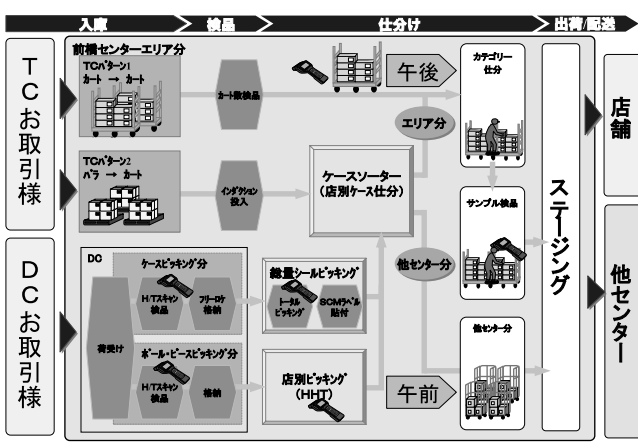 入庫
検品
仕分け
出荷/配送
TCお取引様
DCお取引様
前橋センターエリア分
TCパターン1
カート → カート
カート数検品
TCパターン2
バラ → カート
インダクション
投入
ケースソーター
(店別ケース仕分)
午後
エリア分
他センター分
カテゴリー
仕分
サンプル検品
他センター分
DC
荷受け
ケースピッキング分
H/Tスキャン
検品
フリーロケ
格納
ボール・ピースピッキング分
H/Tスキャン
検品
格納
総量シールピッキング
トータル
ピッキング
SCMラベル
貼付
店別ピッキング
(HHT)
午前
ステージング
店舗
他センター